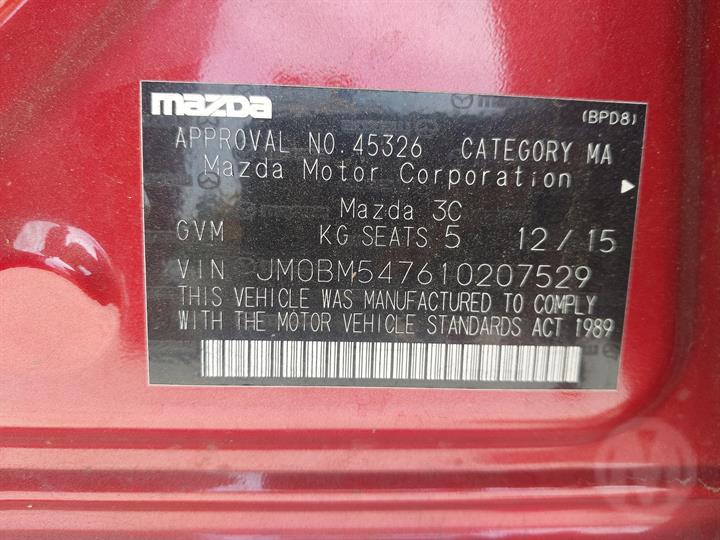 mazda (BPD8)
APPROVAL NO. 45326 CATEGORY MA
Mazda Motor Corporation
Mazda 3C
GVM KG SEATS 5 12/15
VIN JM0BM547610207529
THIS VEHICLE WAS MANUFACTURED TO COMPLY
WITH THE MOTOR VEHICLE STANDARDS ACT 1989
M